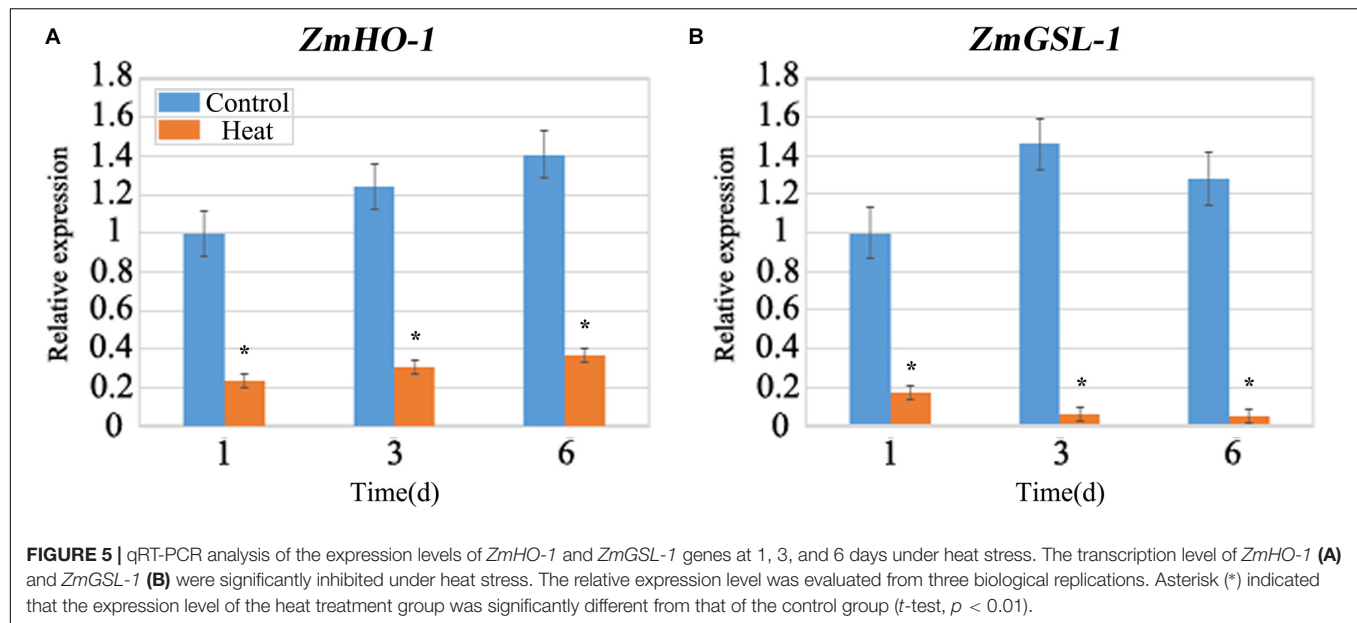 A
ZmHO-1
Relative expression
1.8
1.6
1.4
1.2
1
0.8
0.6
0.4
0.2
0
Control
Heat
*
*
*
1 3 6
Time(d)
B
ZmGSL-1
Relative expression
1.8
1.6
1.4
1.2
1
0.8
0.6
0.4
0.2
0
*
*
*
1 3 6
Time(d)
FIGURE 5 | qRT-PCR analysis of the expression levels of ZmHO-1 and ZmGSL-1 genes at 1, 3, and 6 days under heat stress. The transcription level of ZmHO-1 (A)
and ZmGSL-1 (B) were significantly inhibited under heat stress. The relative expression level was evaluated from three biological replications. Asterisk (*) indicated
that the expression level of the heat treatment group was significantly different from that of the control group (t-test, p < 0.01).